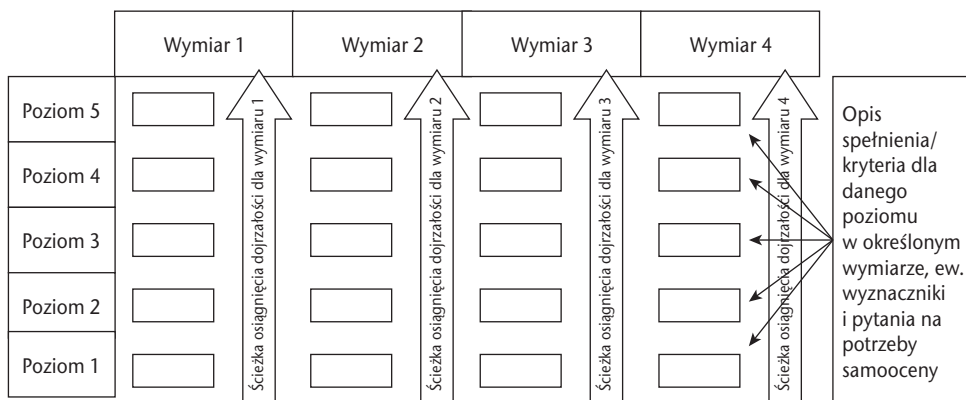 Wymiar 1
Wymiar 2
Wymiar 3
Wymiar 4
Poziom 5
Poziom 4
Poziom 3
Poziom 2
Poziom 1
Ścieżka osiągnięcia dojrzałości dla wymiaru 1
Ścieżka osiągnięcia dojrzałości dla wymiaru 2
Ścieżka osiągnięcia dojrzałości dla wymiaru 3
Ścieżka osiągnięcia dojrzałości dla wymiaru 4
Opis
spełnienia/
kryteria dla
danego
poziomu
w określonym
wymiarze, ew.
wyznaczniki
i pytania na
potrzeby
samooceny